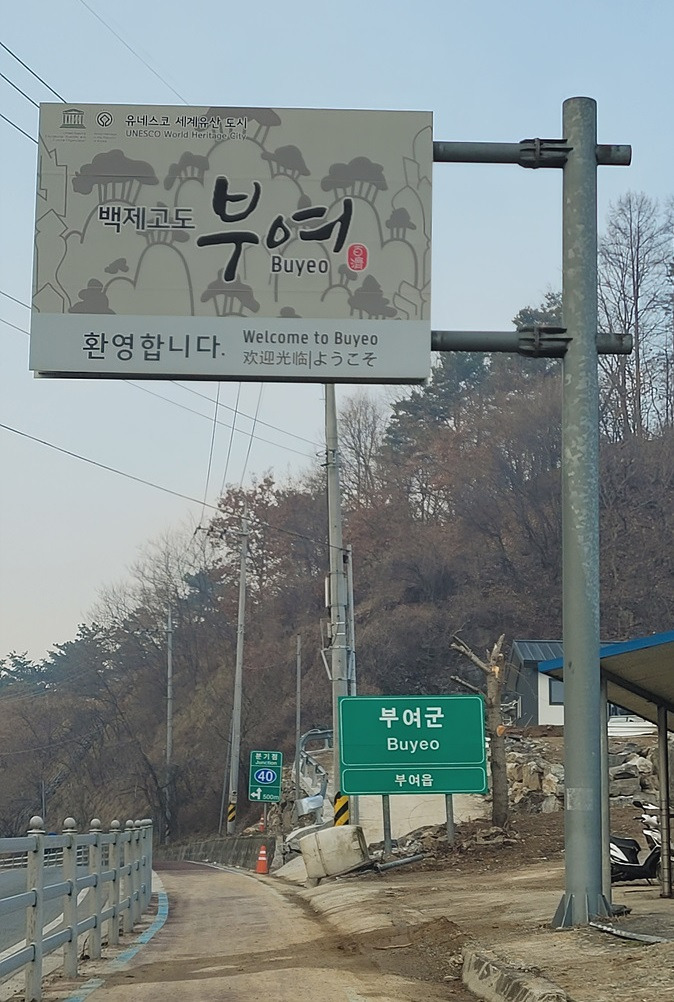 유네스코 세계유산 도시
UNESCO World Heritage City
백제고도 부여
Buyeo
환영합니다.
Welcome to Buyeo
欢迎光临|ようこそ
부여군
Buyeo
부여읍
분기점
Junction
40
500m